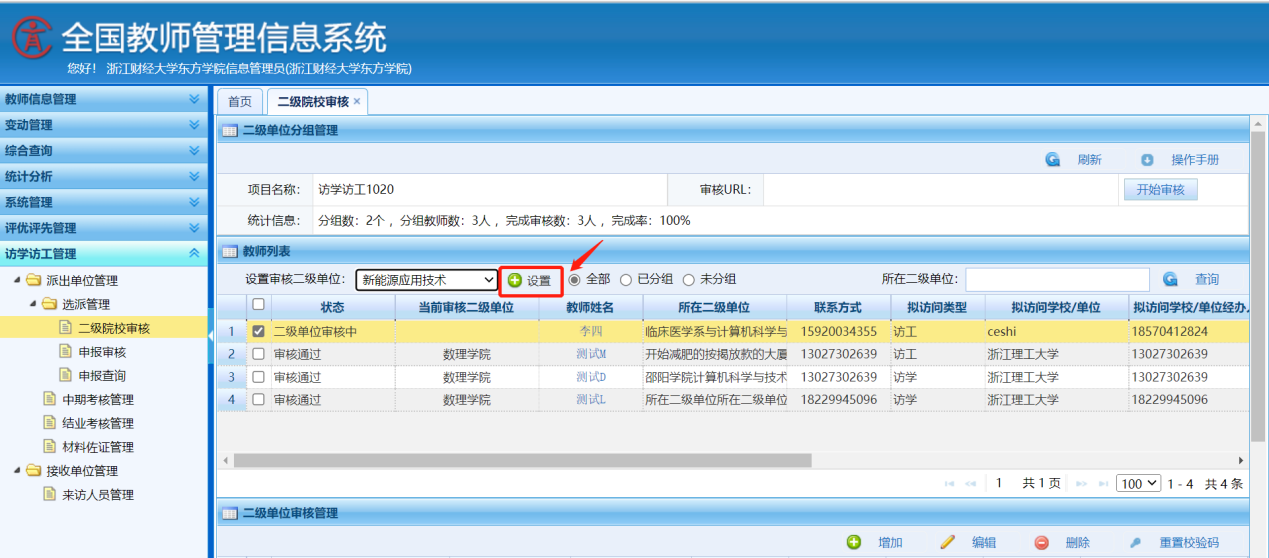 全国教师管理信息系统
您好! 浙江财经大学东方学院信息管理员(浙江财经大学东方学院)
教师信息管理
变动管理
综合查询
统计分析
系统管理
评优评先管理
访学访工管理
派出单位管理
选派管理
二级院校审核
申报审核
申报查询
中期考核管理
结业考核管理
材料佐证管理
接收单位管理
来访人员管理
首页 二级院校审核 ×
二级单位分组管理
刷新 操作手册
项目名称: 访学访工1020 审核URL: 开始审核
统计信息: 分组数: 2个 , 分组教师数: 3人 , 完成审核数: 3人 , 完成率: 100%
教师列表
设置审核二级单位: 新能源应用技术 设置 全部 已分组 未分组 所在二级单位: 查询
状态 当前审核二级单位 教师姓名 所在二级单位 联系方式 拟访问类型 拟访问学校/单位 拟访问学校/单位经办
1 二级单位审核中 李四 临床医学系与计算机科学与 15920034355 访工 ceshi 18570412824
2 审核通过 数理学院 测试M 开始减肥的按揭放款的大厦 13027302639 访工 浙江理工大学 13027302639
3 审核通过 数理学院 测试D 邵阳学院计算机科学与技术 13027302639 访学 浙江理工大学 13027302639
4 审核通过 数理学院 测试L 所在二级单位所在二级单位 18229945096 访学 浙江理工大学 18229945096
1 共1页 100 1 - 4 共4条
二级单位审核管理
增加 编辑 删除 重置校验码